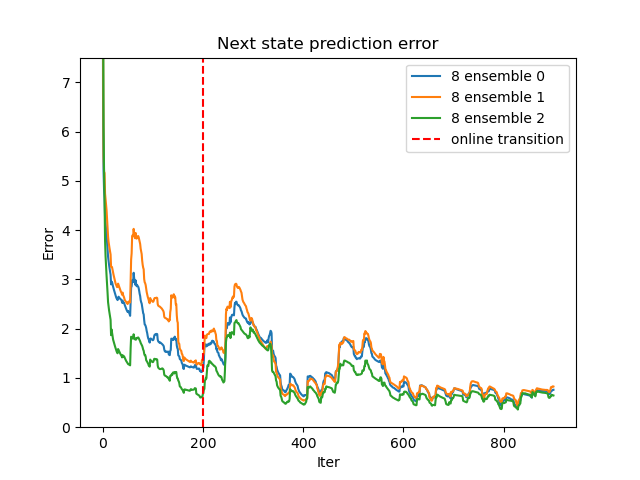 Next state prediction error
8 ensemble 0
8 ensemble 1
8 ensemble 2
online transition
7
6
5
4
3
2
1
0
Error
0
200
400
600
800
Iter